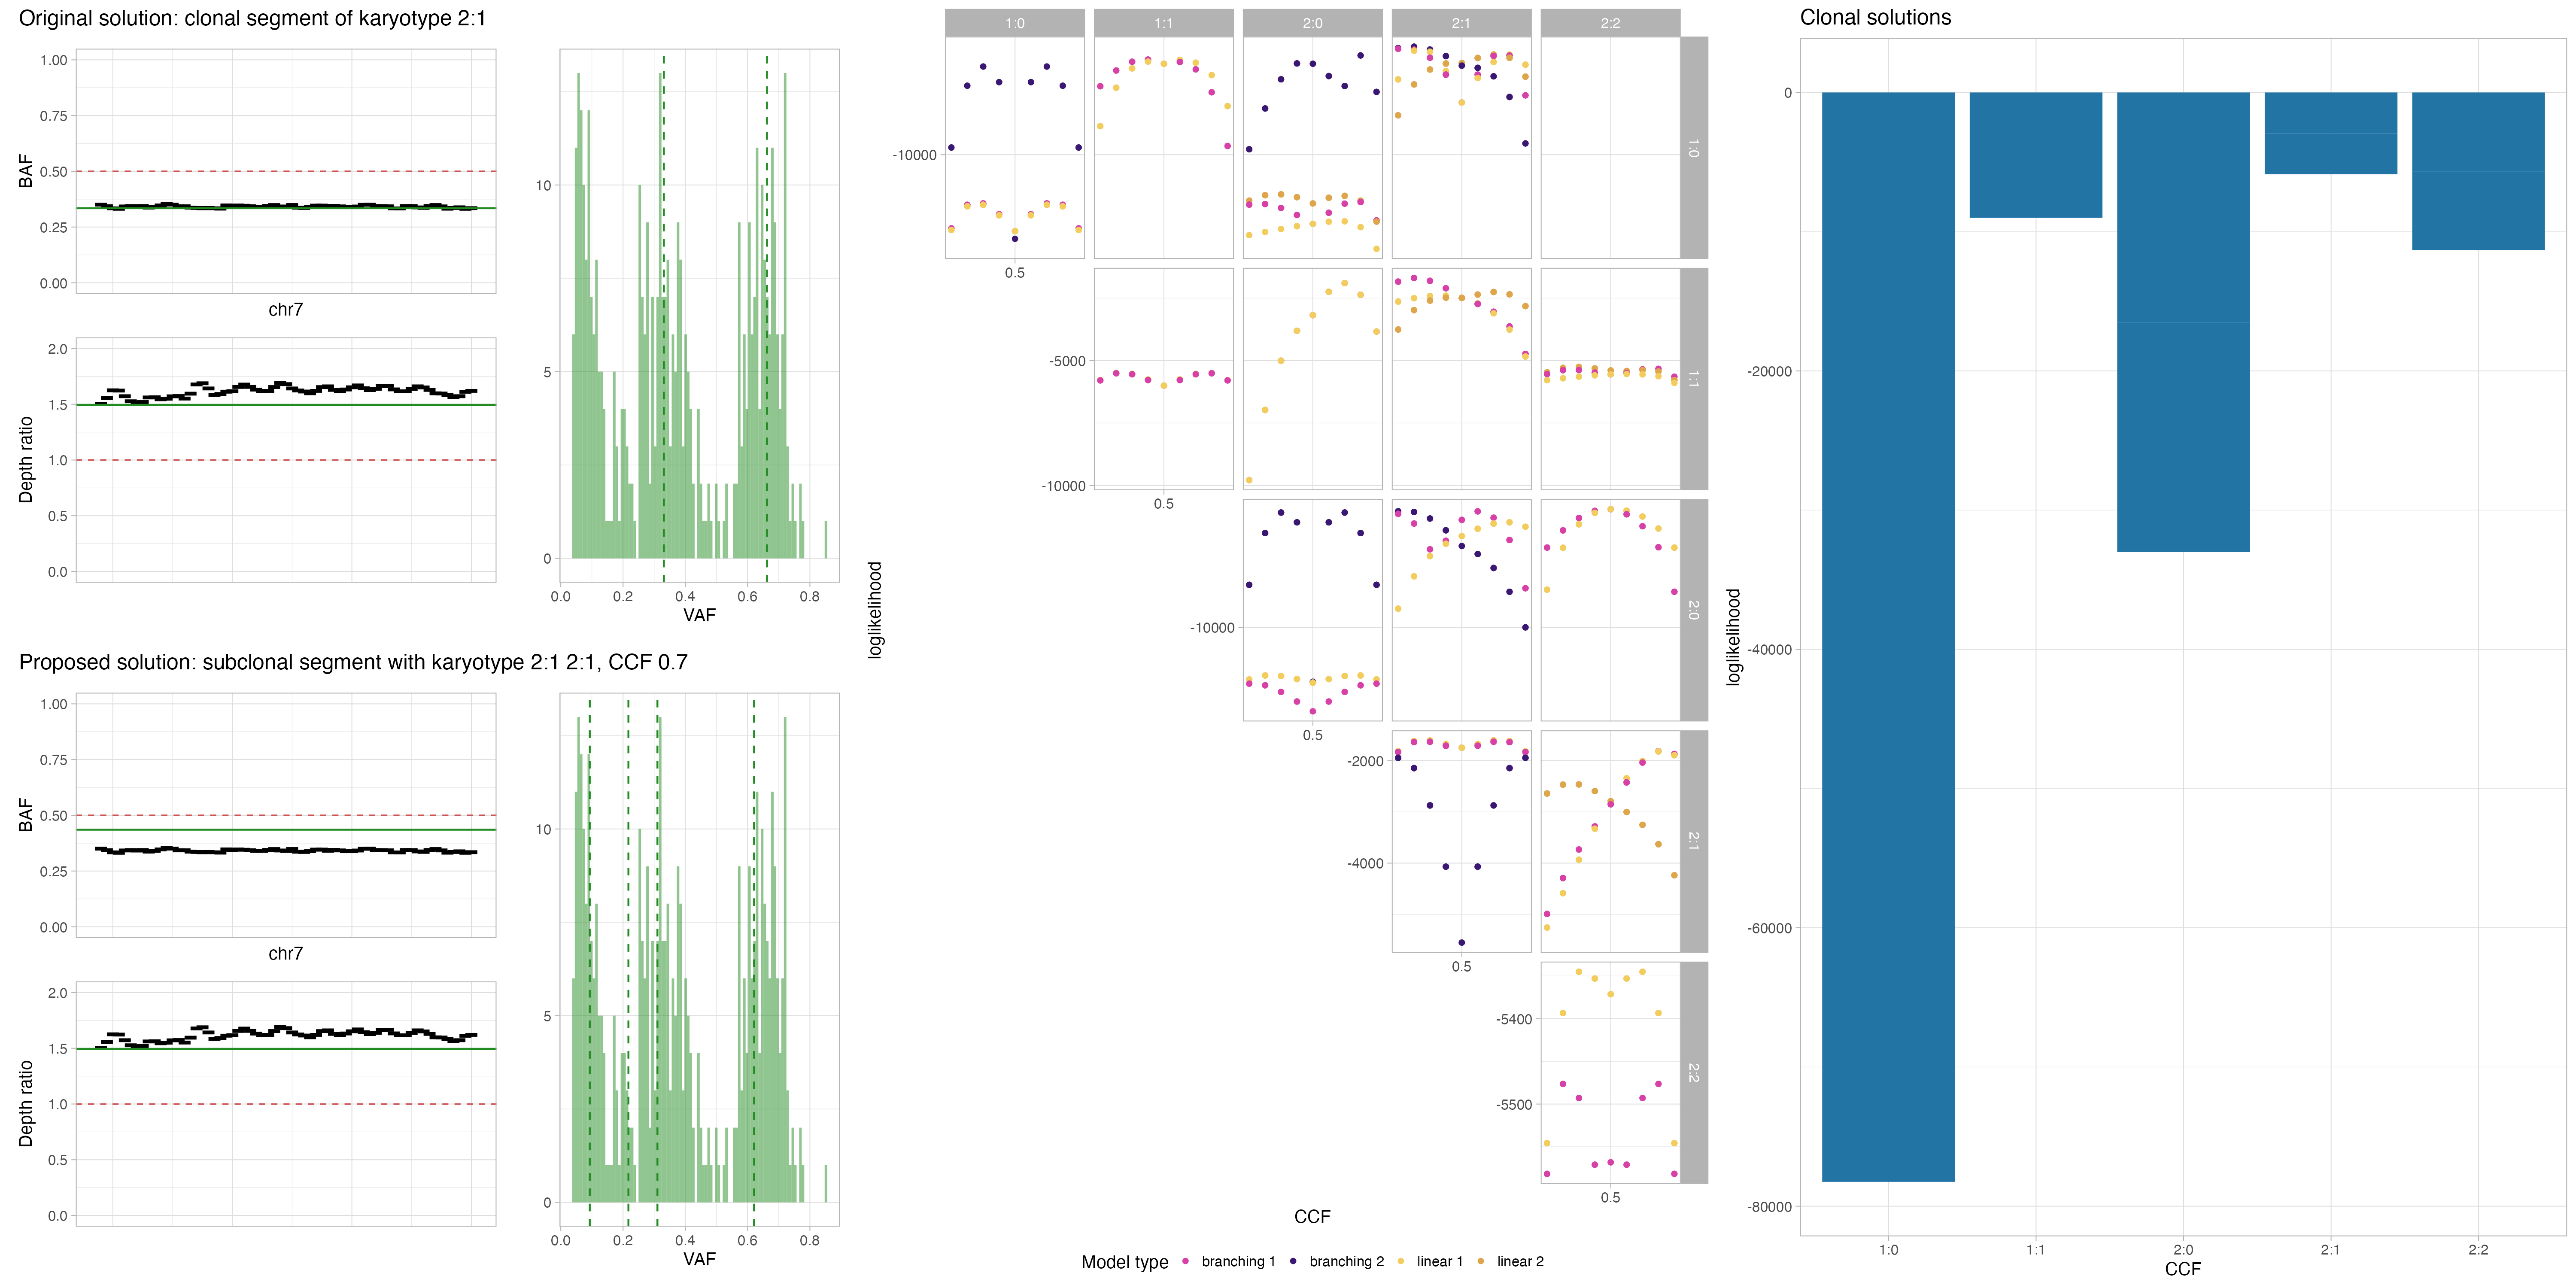 Original solution: clonal segment of karyotype 2:1
1.00
0.75
0.50
0.25
0.00
BAF
chr7
2.0
1.5
1.0
0.5
0.0
Depth ratio
10
5
0
0.0 0.2 0.4 0.6 0.8
VAF
Proposed solution: subclonal segment with karyotype 2:1 2:1, CCF 0.7
1.00
0.75
0.50
0.25
0.00
BAF
chr7
2.0
1.5
1.0
0.5
0.0
Depth ratio
10
5
0
0.0 0.2 0.4 0.6 0.8
VAF
loglikelihood
1:0 1:1 2:0 2:1 2:2
-10000
1:0
0.5
-5000
-10000
1:1
0.5
-10000
2:0
0.5
-2000
-4000
2:1
0.5
-5400
-5500
2:2
0.5
CCF
Model type branching 1 branching 2 linear 1 linear 2
Clonal solutions
0
-20000
-40000
-60000
-80000
loglikelihood
1:0 1:1 2:0 2:1 2:2
CCF